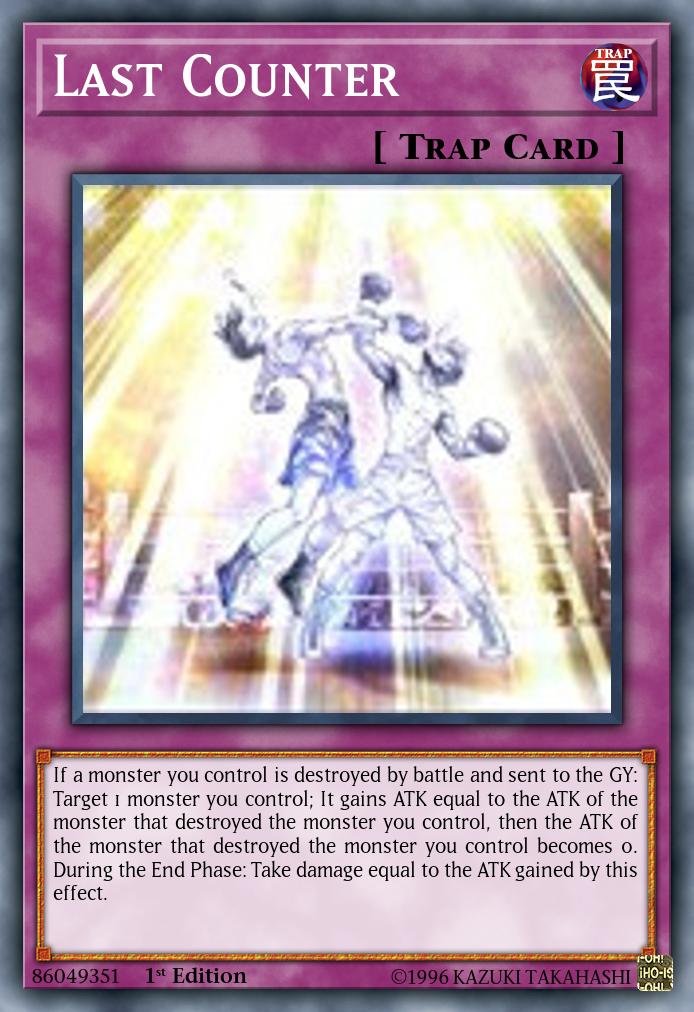 LAST COUNTER
TRAP
罠
[ TRAP CARD ]
If a monster you control is destroyed by battle and sent to the GY:
Target 1 monster you control; It gains ATK equal to the ATK of the
monster that destroyed the monster you control, then the ATK of
the monster that destroyed the monster you control becomes 0.
During the End Phase: Take damage equal to the ATK gained by this
effect.
86049351 1st Edition ©1996 KAZUKI TAKAHASHI